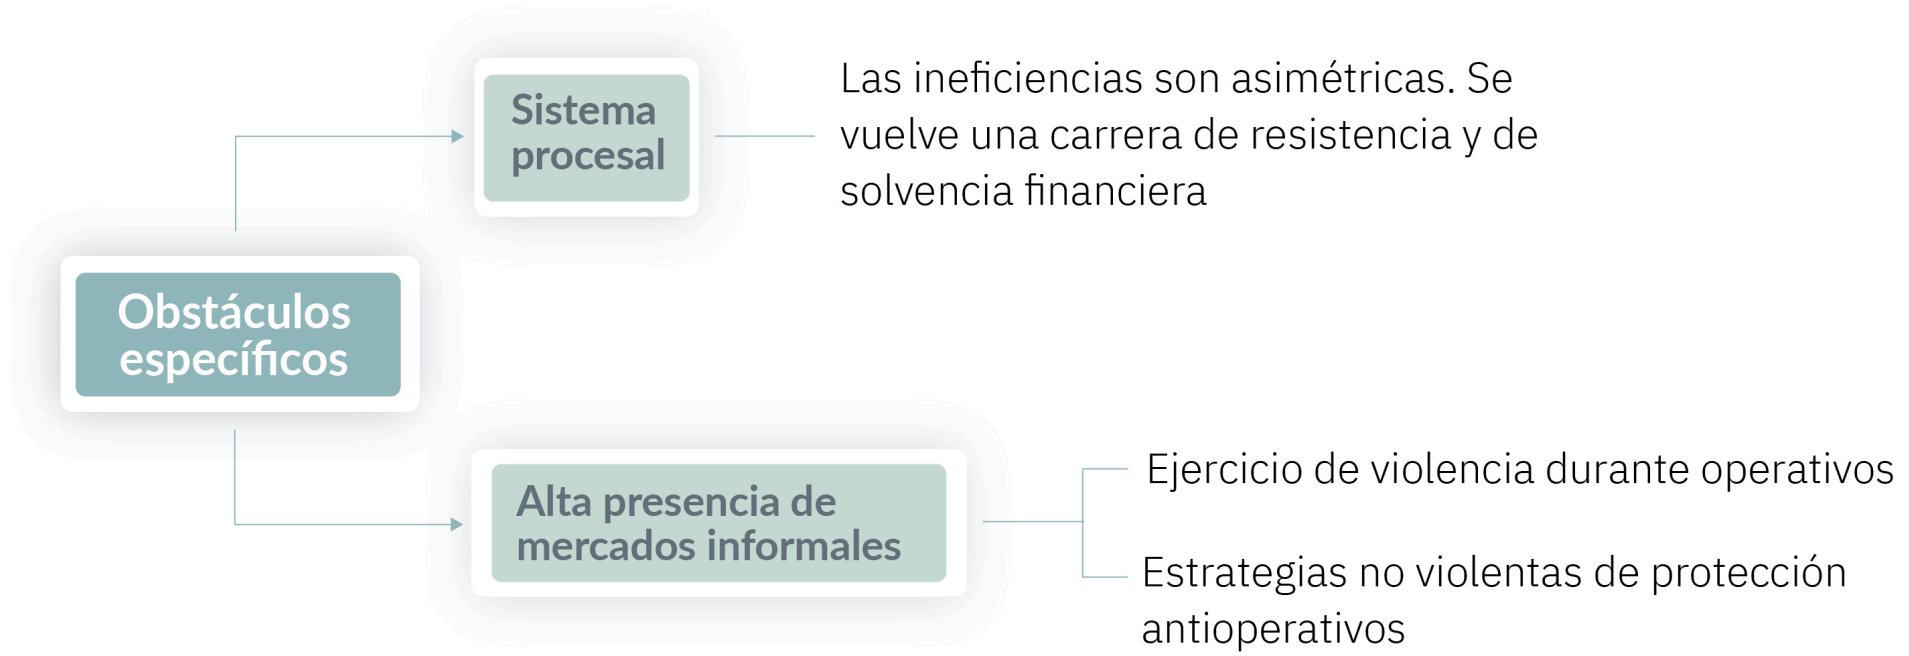 Sistema
procesal
Las ineficiencias son asimétricas. Se
vuelve una carrera de resistencia y de
solvencia financiera
Obstáculos
específicos
Alta presencia de
mercados informales
Ejercicio de violencia durante operativos
Estrategias no violentas de protección
antioperativos